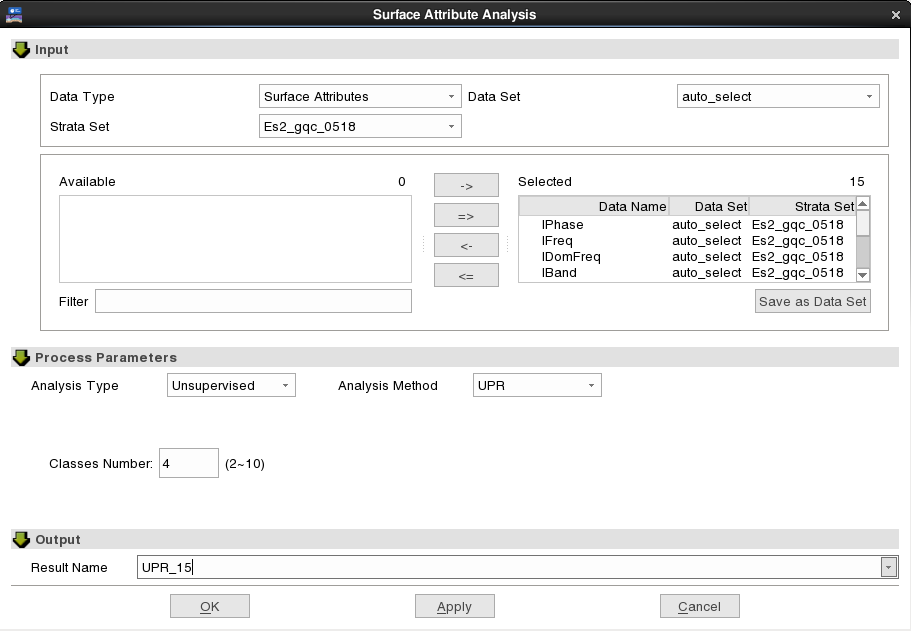 Surface Attribute Analysis
Input
Data Type Surface Attributes Data Set auto_select
Strata Set Es2_gqc_0518
Available 0 -> Selected 15
=> Data Name Data Set Strata Set
IPhase auto_select Es2_gqc_0518
IFreq auto_select Es2_gqc_0518
<- IDomFreq auto_select Es2_gqc_0518
<= IBand auto_select Es2_gqc_0518
Filter Save as Data Set
Process Parameters
Analysis Type Unsupervised Analysis Method UPR
Classes Number: 4 (2~10)
Output
Result Name UPR_15
OK Apply Cancel